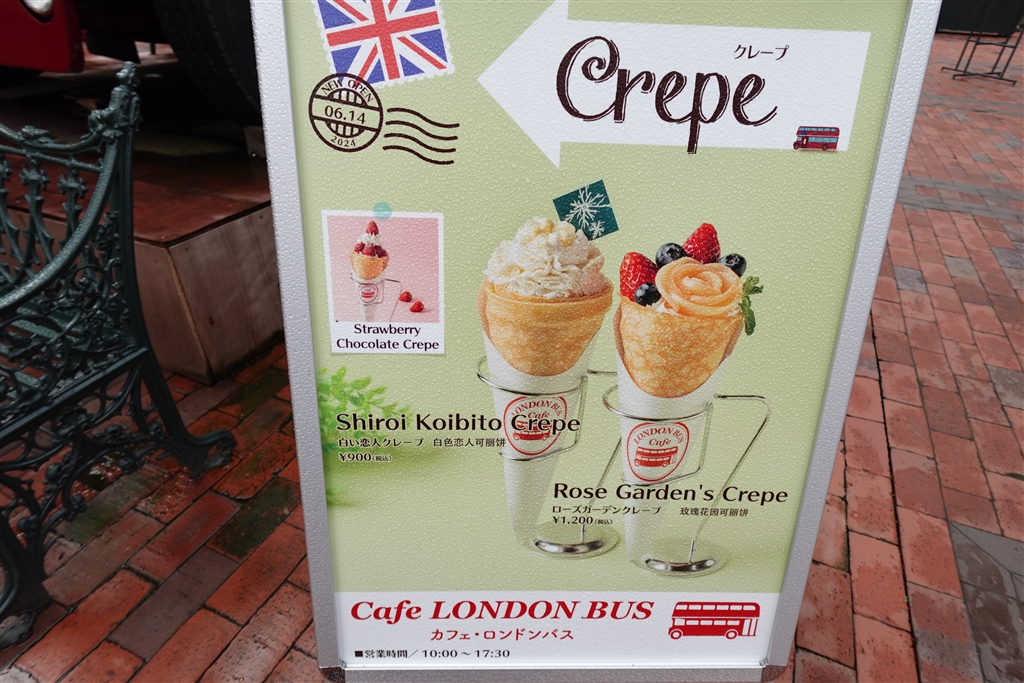 クレープ
Crepe
NEW OPEN
06.14
2024
Strawberry
Chocolate Crepe
LONDON BUS
Cafe
LONDON BUS
Cafe
Shiroi Koibito Crepe
白い恋人クレープ 白色恋人可丽饼
¥900(税込)
Rose Garden's Crepe
ローズガーデンクレープ 玫瑰花园可丽饼
¥1,200(税込)
Cafe LONDON BUS
カフェ・ロンドンバス
■営業時間/10:00~17:30